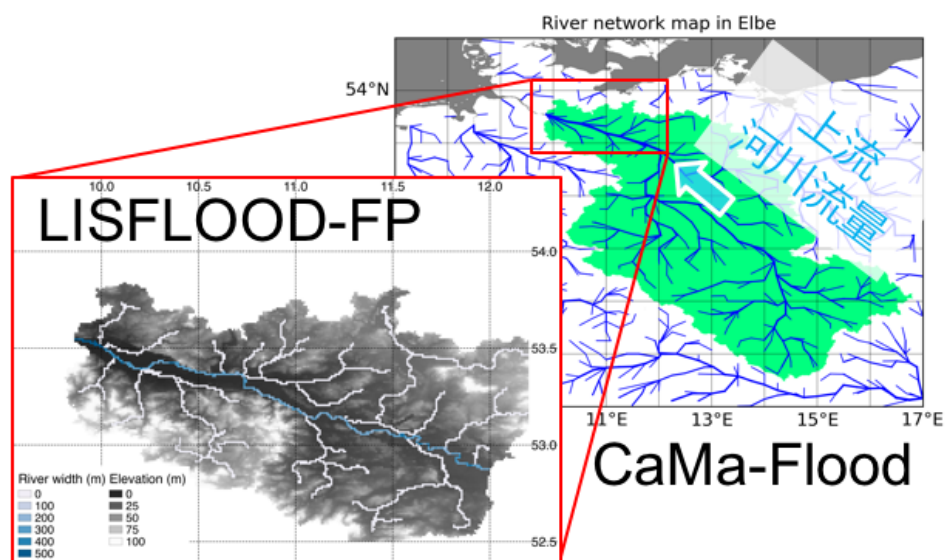 River network map in Elbe
54°N
上流
河川流量
10.0 10.5 11.0 11.5 12.0
LISFLOOD-FP
54.0
53.5
53.0
52.5
River width (m) Elevation (m)
0 0
100 25
200 50
300 75
400 100
500
11°E 13°E 15°E 17°E
CaMa-Flood